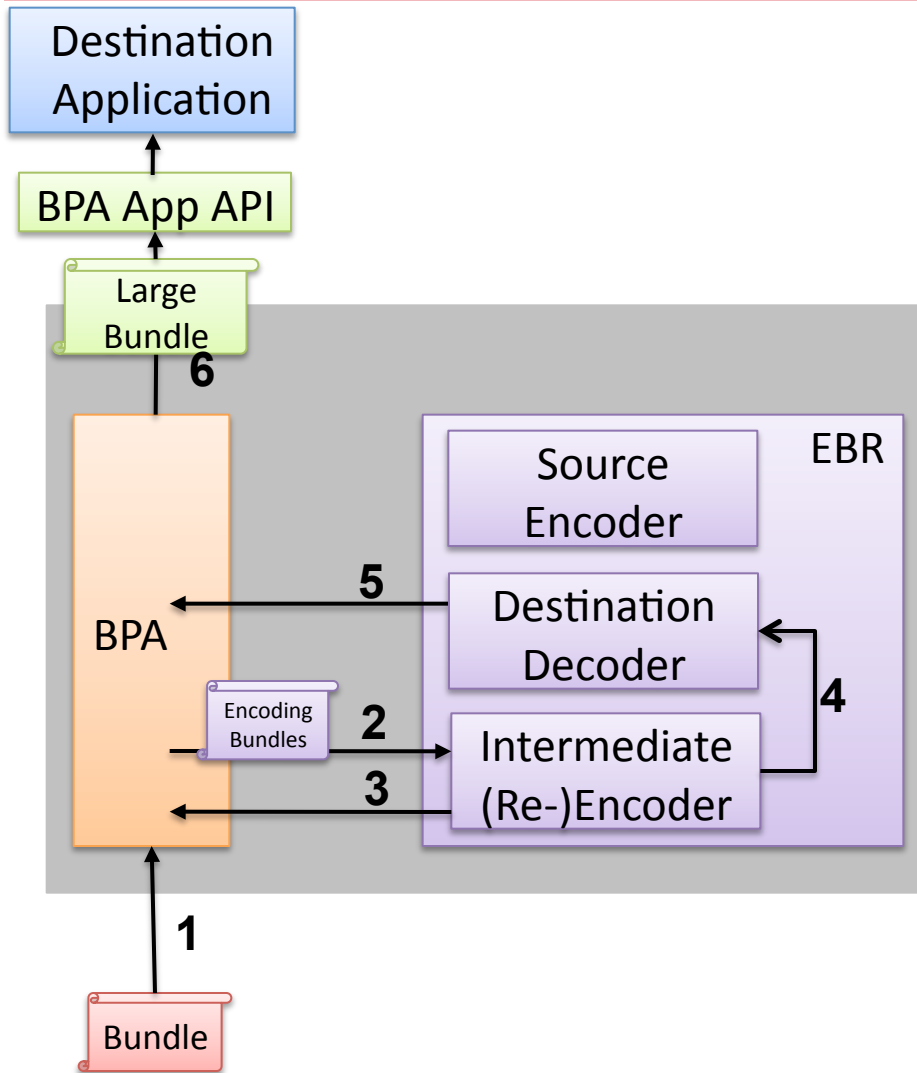 Destination
Application
BPA App API
Large
Bundle
6
EBR
Source
Encoder
5
Destination
Decoder
BPA
4
Encoding
Bundles
2
Intermediate
(Re-)Encoder
3
1
Bundle